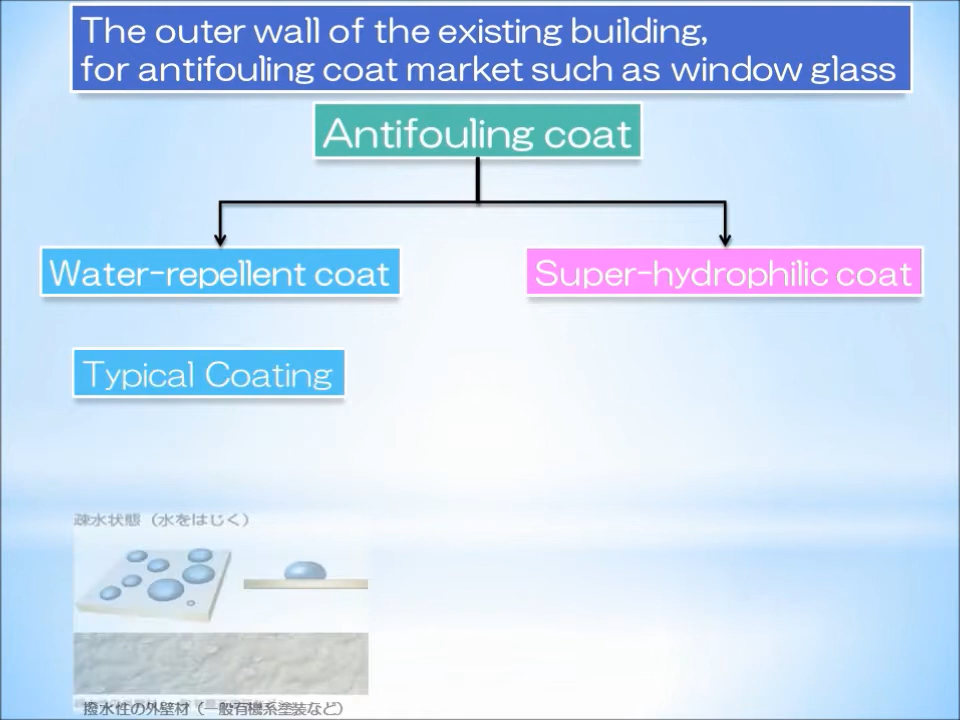 The outer wall of the existing building,
for antifouling coat market such as window glass
Antifouling coat
Water-repellent coat
Super-hydrophilic coat
Typical Coating
疎水状態（水をはじく）
撥水性の外壁材（一般有機系塗装など）